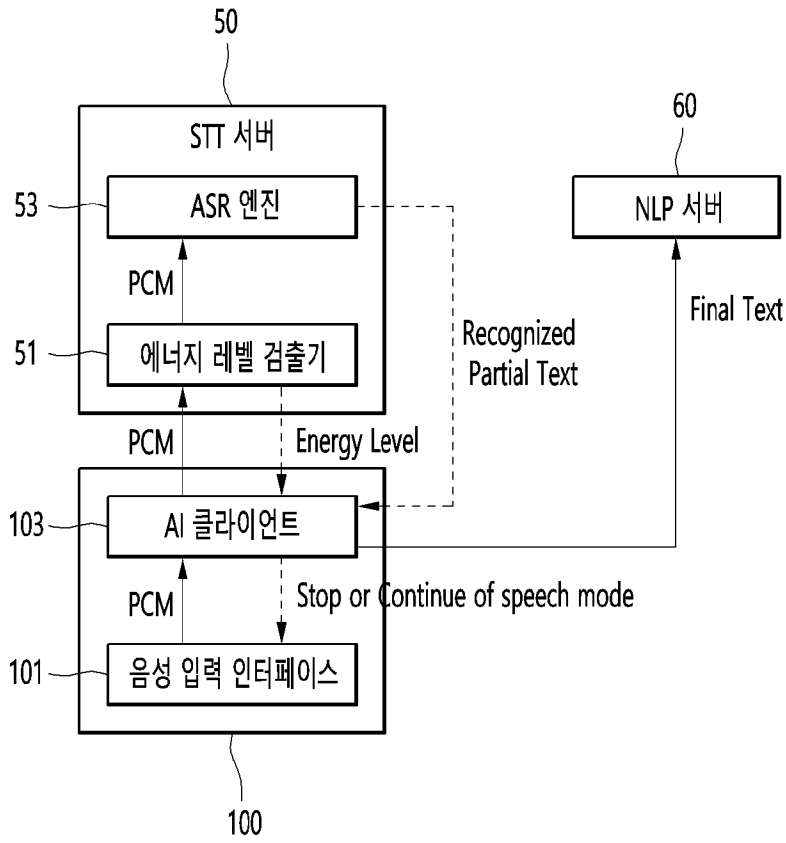 50
STT 서버
60
53
ASR 엔진
NLP 서버
PCM
Final Text
Recognized
Partial Text
51
에너지 레벨 검출기
PCM
Energy Level
103
AI 클라이언트
PCM
Stop or Continue of speech mode
101
음성 입력 인터페이스
100